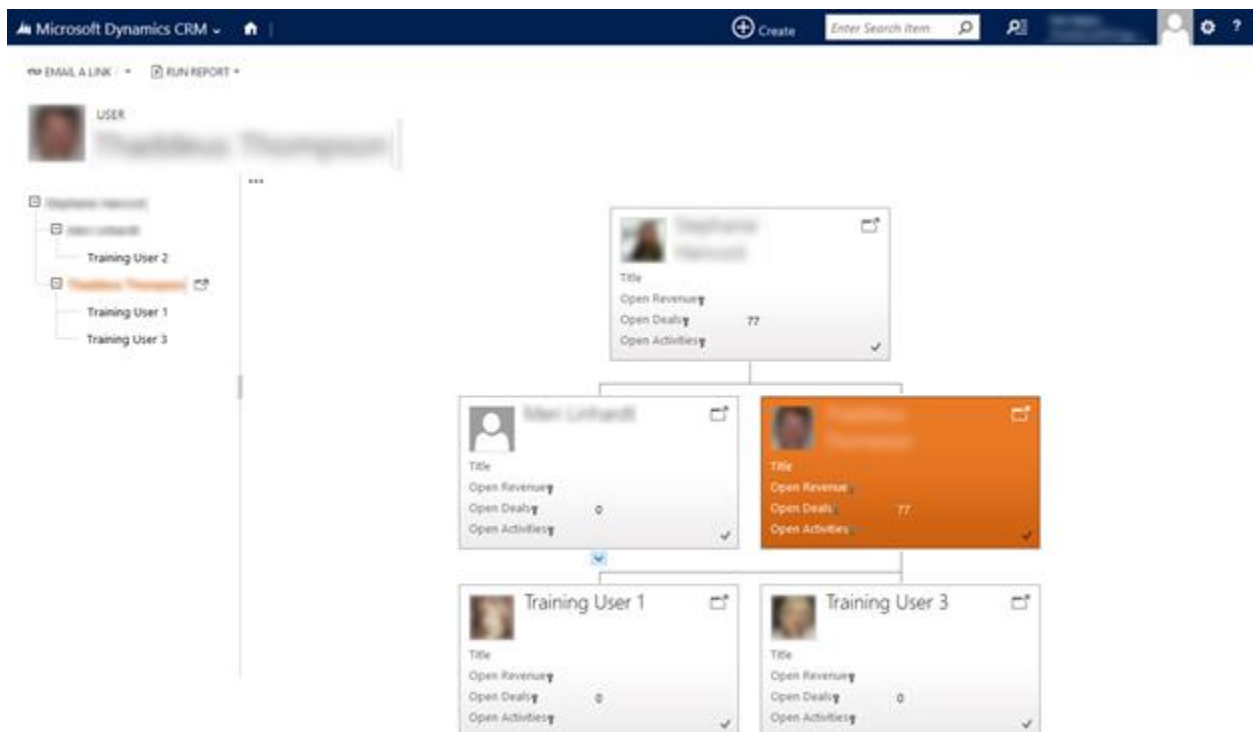 Microsoft Dynamics CRM
Create
Enter Search Item
?
EMAIL A LINK
RUN REPORT
USER
...
Training User 2
Training User 1
Training User 3
Title
Open Revenue
Open Deals 77
Open Activities
Title
Open Revenue
Open Deals 0
Open Activities
Title
Open Revenue
Open Deals 77
Open Activities
Training User 1
Title
Open Revenue
Open Deals 0
Open Activities
Training User 3
Title
Open Revenue
Open Deals 0
Open Activities